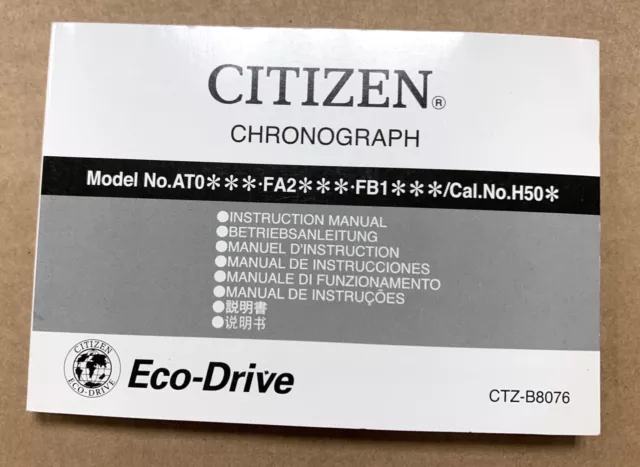 CITIZEN®
CHRONOGRAPH
Model No.AT0✳✳✳·FA2✳✳✳·FB1✳✳✳/Cal.No.H50✳
●INSTRUCTION MANUAL
●BETRIEBSANLEITUNG
●MANUEL D'INSTRUCTION
●MANUAL DE INSTRUCCIONES
●MANUALE DI FUNZIONAMENTO
●MANUAL DE INSTRUÇÕES
●説明書
●说明书
CITIZEN
ECO-DRIVE
Eco-Drive
CTZ-B8076